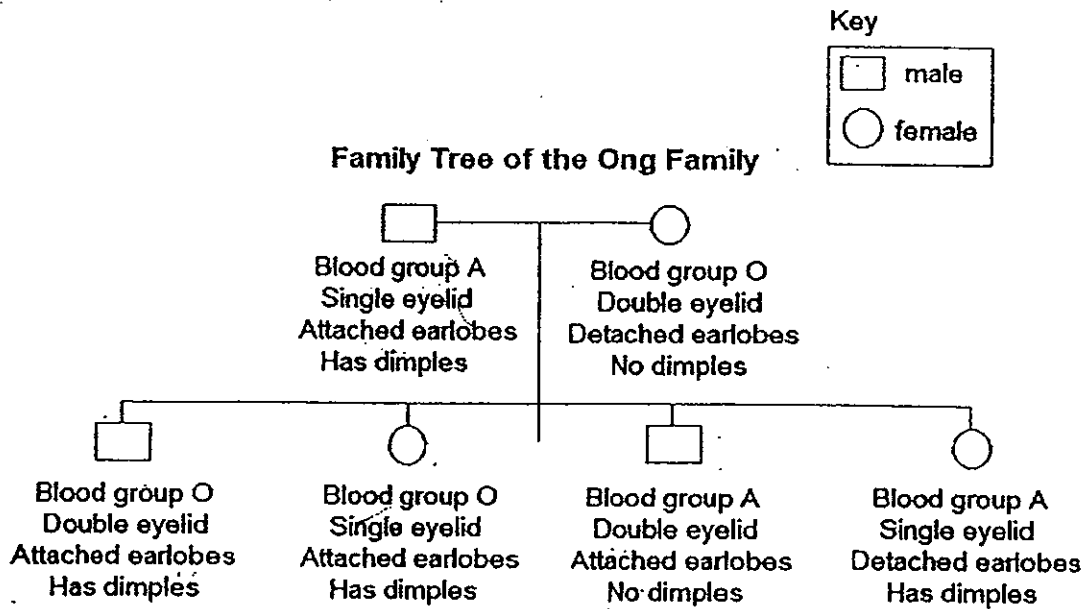 Key
male
female
Family Tree of the Ong Family
Blood group A
Single eyelid
Attached earlobes
Has dimples
Blood group O
Double eyelid
Detached earlobes
No dimples
Blood group O
Double eyelid
Attached earlobes
Has dimples
Blood group O
Single eyelid
Attached earlobes
Has dimples
Blood group A
Double eyelid
Attached earlobes
No dimples
Blood group A
Single eyelid
Detached earlobes
Has dimples